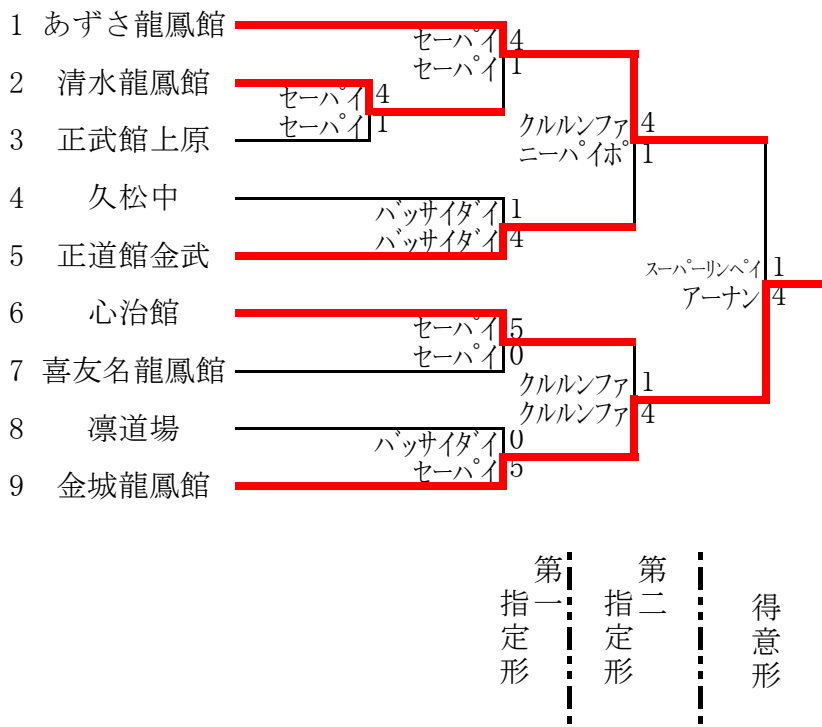 1 あずさ龍鳳館
2 清水龍鳳館
3 正武館上原
4 久松中
5 正道館金武
6 心治館
7 喜友名龍鳳館
8 凛道場
9 金城龍鳳館
セーパイ 4
セーパイ 1
セーパイ 4
セーパイ 1
バッサイダイ 1
バッサイダイ 4
セーパイ 5
セーパイ 0
バッサイダイ 0
セーパイ 5
クルルンファ 4
ニーパイポ 1
クルルンファ 1
クルルンファ 4
スーパーリンペイ 1
アーナン 4
第一
指定形
第二
指定形
得意形